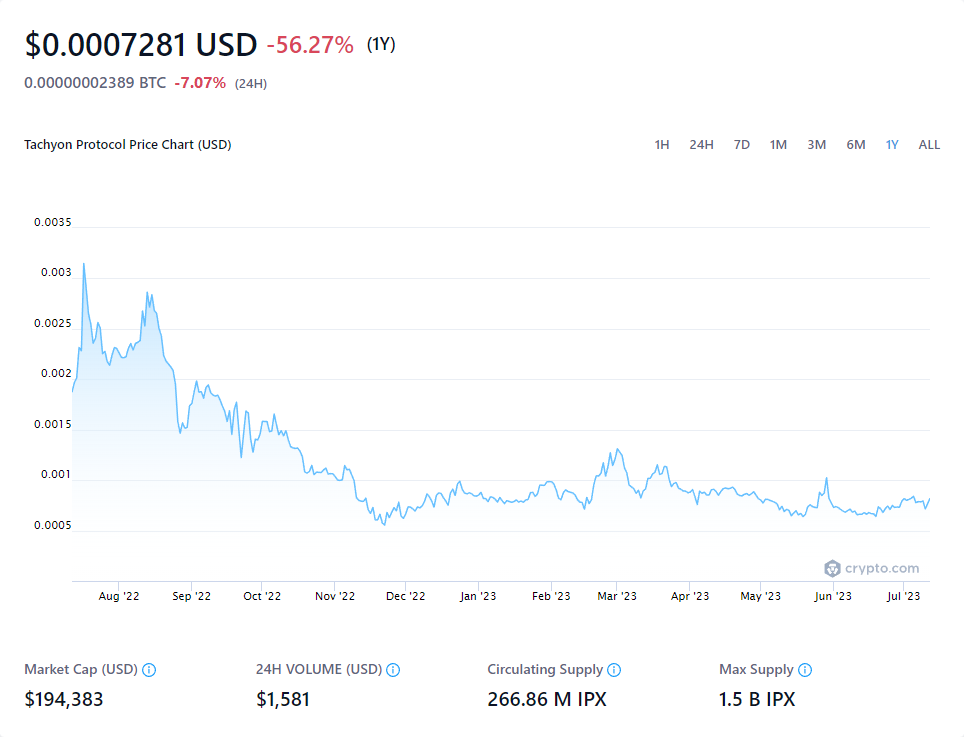 $0.0007281 USD -56.27% (1Y)
0.00000002389 BTC -7.07% (24H)
Tachyon Protocol Price Chart (USD) 1H 24H 7D 1M 3M 6M 1Y ALL
0.0035
0.003
0.0025
0.002
0.0015
0.001
0.0005
crypto.com
Aug '22 Sep '22 Oct '22 Nov '22 Dec '22 Jan '23 Feb '23 Mar '23 Apr '23 May '23 Jun '23 Jul '23
Market Cap (USD) 24H VOLUME (USD) Circulating Supply Max Supply
$194,383 $1,581 266.86 M IPX 1.5 B IPX